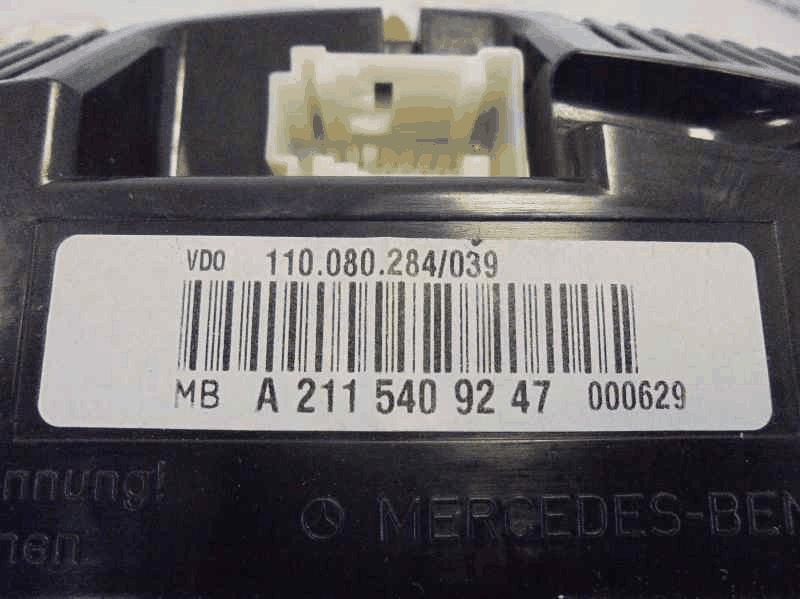 VDO 110.080.284/039
MB A 211 540 92 47 000629
nnung!
MERCEDES-BEN
nen.